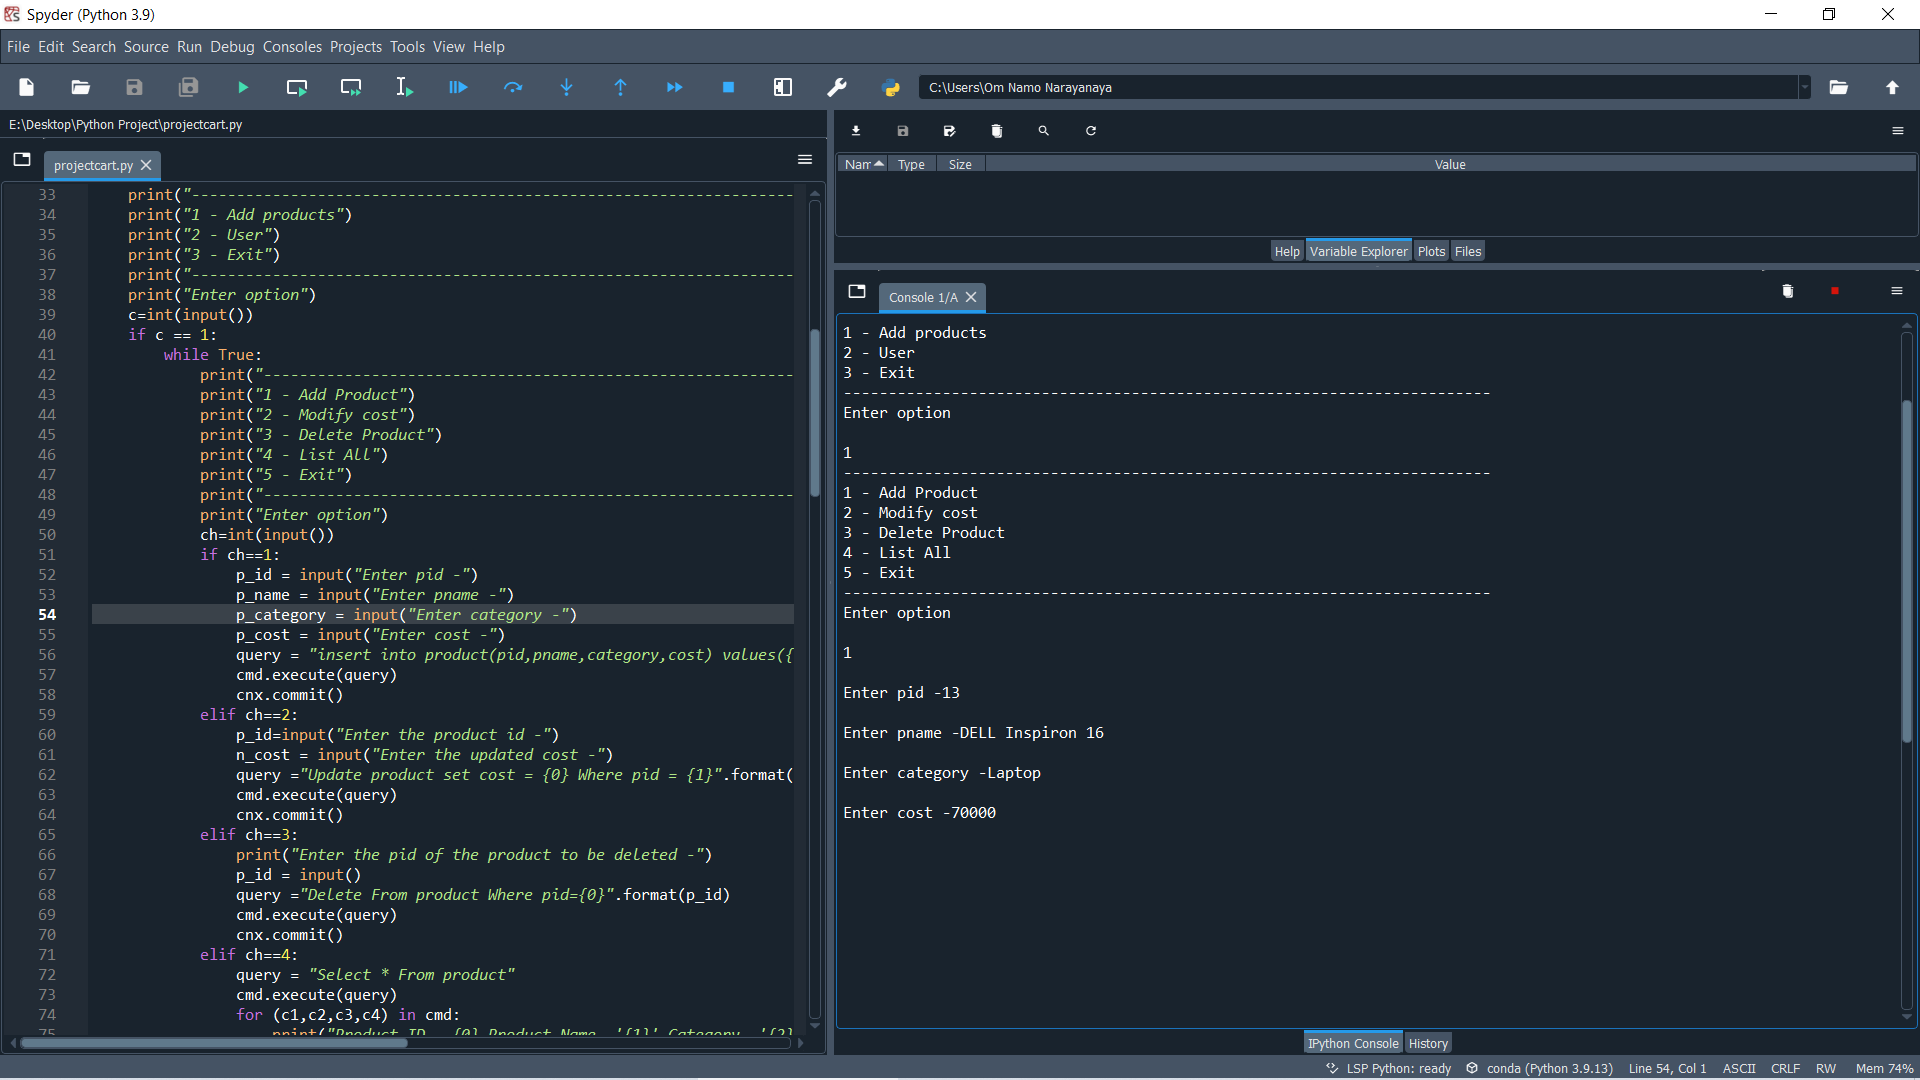 Spyder (Python 3.9)
File Edit Search Source Run Debug Consoles Projects Tools View Help
C:\Users\Om Namo Narayanaya
E:\Desktop\Python Project\projectcart.py
projectcart.py
33 print("-------------------------------------------------------------------
34 print("1 - Add products")
35 print("2 - User")
36 print("3 - Exit")
37 print("-------------------------------------------------------------------
38 print("Enter option")
39 c=int(input())
40 if c == 1:
41 while True:
42 print("-----------------------------------------------------------
43 print("1 - Add Product")
44 print("2 - Modify cost")
45 print("3 - Delete Product")
46 print("4 - List All")
47 print("5 - Exit")
48 print("-----------------------------------------------------------
49 print("Enter option")
50 ch=int(input())
51 if ch==1:
52 p_id = input("Enter pid -")
53 p_name = input("Enter pname -")
54 p_category = input("Enter category -")
55 p_cost = input("Enter cost -")
56 query = "insert into product(pid,pname,category,cost) values({
57 cmd.execute(query)
58 cnx.commit()
59 elif ch==2:
60 p_id=input("Enter the product id -")
61 n_cost = input("Enter the updated cost -")
62 query ="Update product set cost = {0} Where pid = {1}".format(
63 cmd.execute(query)
64 cnx.commit()
65 elif ch==3:
66 print("Enter the pid of the product to be deleted -")
67 p_id = input()
68 query ="Delete From product Where pid={0}".format(p_id)
69 cmd.execute(query)
70 cnx.commit()
71 elif ch==4:
72 query = "Select * From product"
73 cmd.execute(query)
74 for (c1,c2,c3,c4) in cmd:
75 print("Product ID - {0} Product Name -'{1}' Category -'{2}
Nam Type Size Value
Help Variable Explorer Plots Files
Console 1/A
1 - Add products
2 - User
3 - Exit
------------------------------------------------------------------------
Enter option
1
------------------------------------------------------------------------
1 - Add Product
2 - Modify cost
3 - Delete Product
4 - List All
5 - Exit
------------------------------------------------------------------------
Enter option
1
Enter pid -13
Enter pname -DELL Inspiron 16
Enter category -Laptop
Enter cost -70000
IPython Console History
LSP Python: ready conda (Python 3.9.13) Line 54, Col 1 ASCII CRLF RW Mem 74%